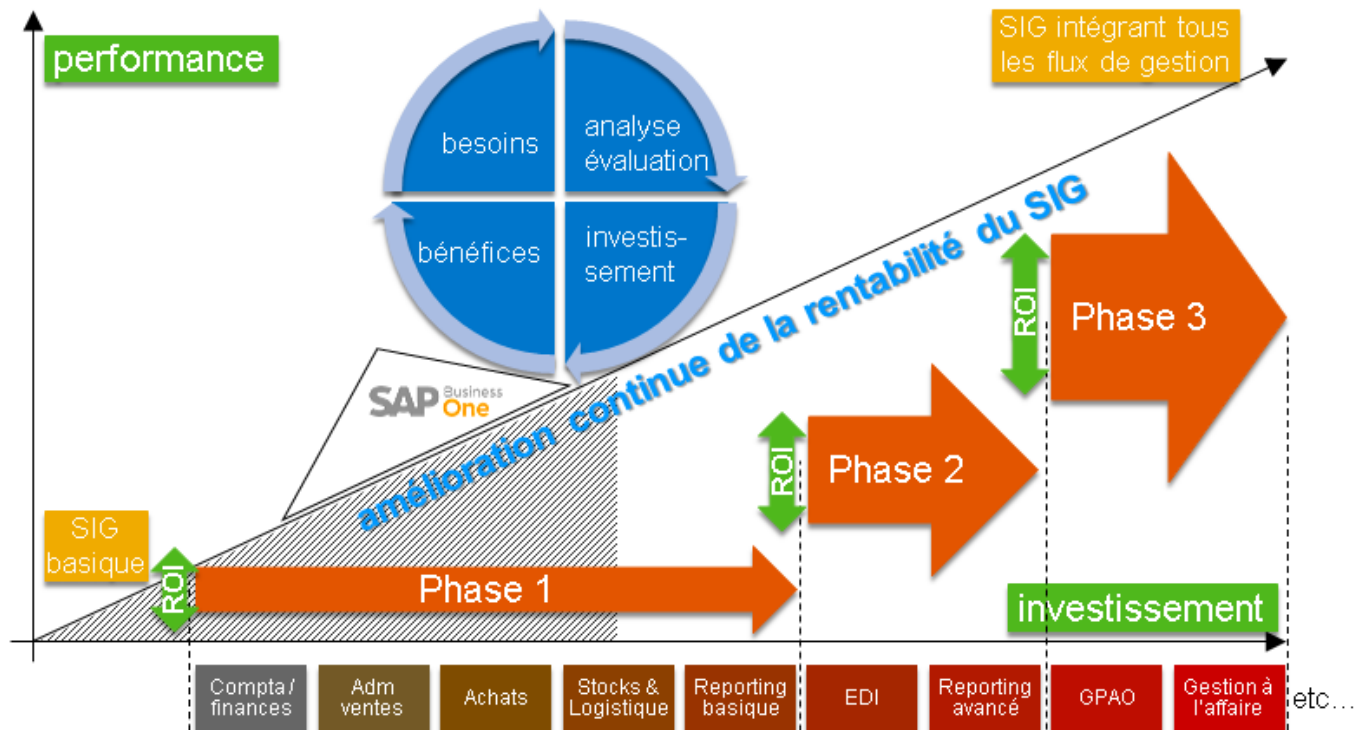 performance
SIG intégrant tous
les flux de gestion
besoins
analyse
évaluation
bénéfices
investis-
sement
amélioration continue de la rentabilité du SIG
SAP Business
One
ROI
Phase 3
ROI
Phase 2
SIG
basique
ROI
Phase 1
investissement
Compta /
finances
Adm
ventes
Achats
Stocks &
Logistique
Reporting
basique
EDI
Reporting
avancé
GPAO
Gestion à
l'affaire
etc...